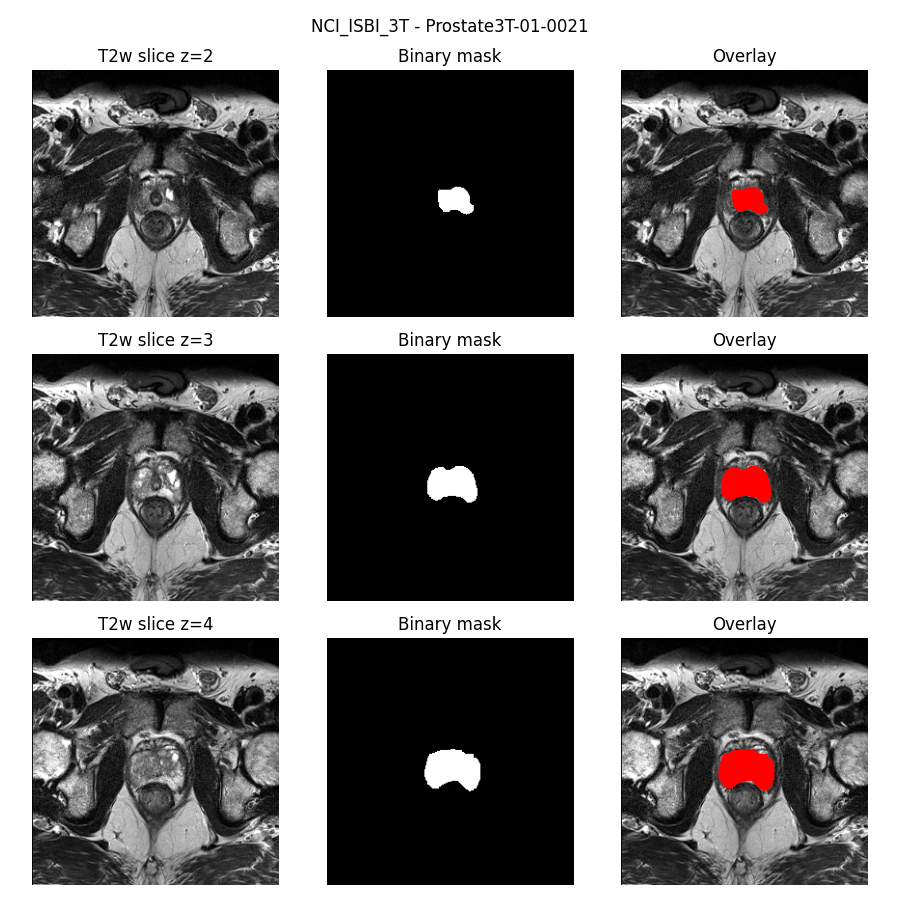 NCI_ISBI_3T - Prostate3T-01-0021
T2w slice z=2
Binary mask
Overlay
T2w slice z=3
Binary mask
Overlay
T2w slice z=4
Binary mask
Overlay